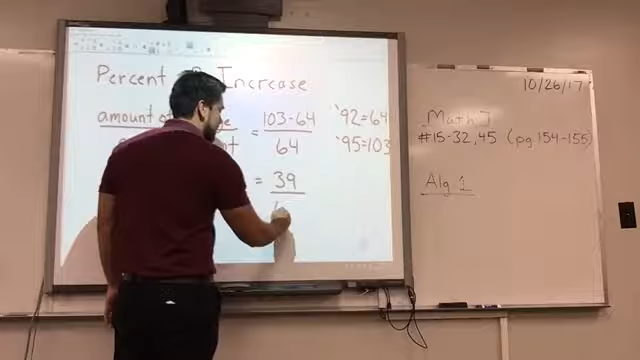 Percent Increase
amount of = 103-64 '92=64
64 '95=103
= 39
10/26/17
Math 7
#15-32, 45 (pg 154-155)
Alg 1